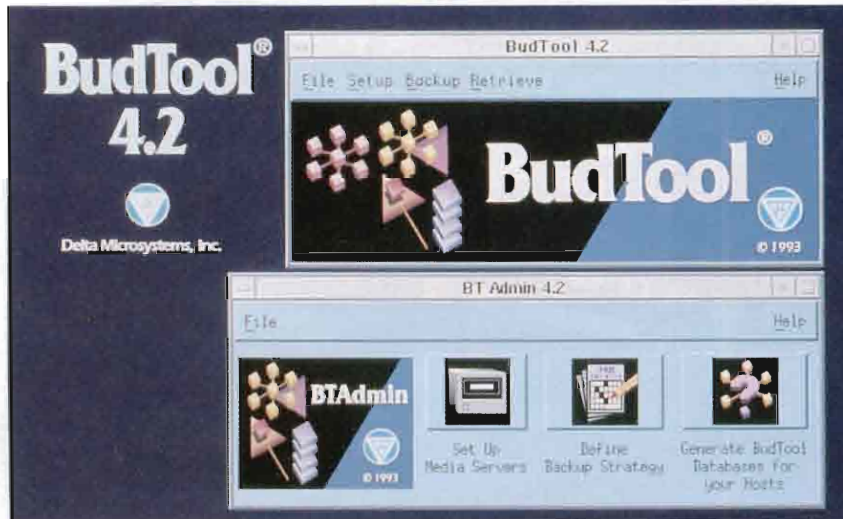 BudTool®
4.2
Delta Microsystems, Inc.
BudTool 4.2
File Setup Backup Retrieve Help
BudTool®
© 1993
BT Admin 4.2
File Help
BTAdmin
© 1993
Set Up
Media Servers
Define
Backup Strategy
Generate BudTool
Databases for
your Hosts